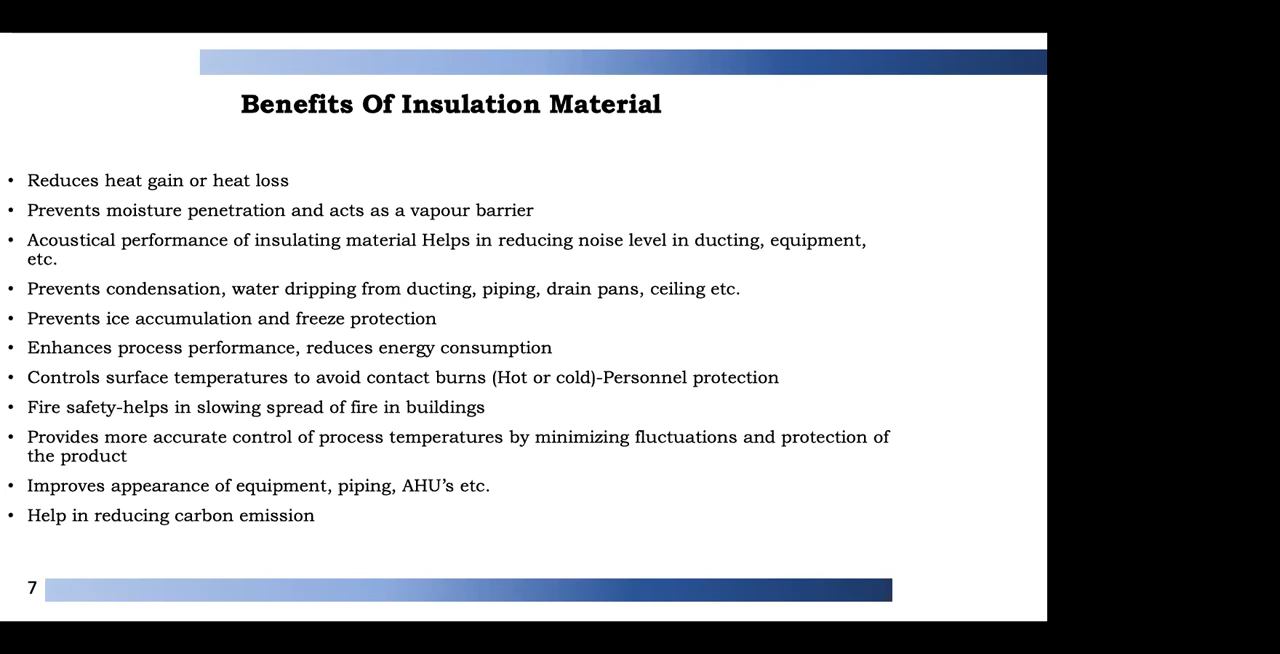 Benefits Of Insulation Material
• Reduces heat gain or heat loss
• Prevents moisture penetration and acts as a vapour barrier
• Acoustical performance of insulating material Helps in reducing noise level in ducting, equipment,
etc.
• Prevents condensation, water dripping from ducting, piping, drain pans, ceiling etc.
• Prevents ice accumulation and freeze protection
• Enhances process performance, reduces energy consumption
• Controls surface temperatures to avoid contact burns (Hot or cold)-Personnel protection
• Fire safety-helps in slowing spread of fire in buildings
• Provides more accurate control of process temperatures by minimizing fluctuations and protection of
the product
• Improves appearance of equipment, piping, AHU’s etc.
• Help in reducing carbon emission
7